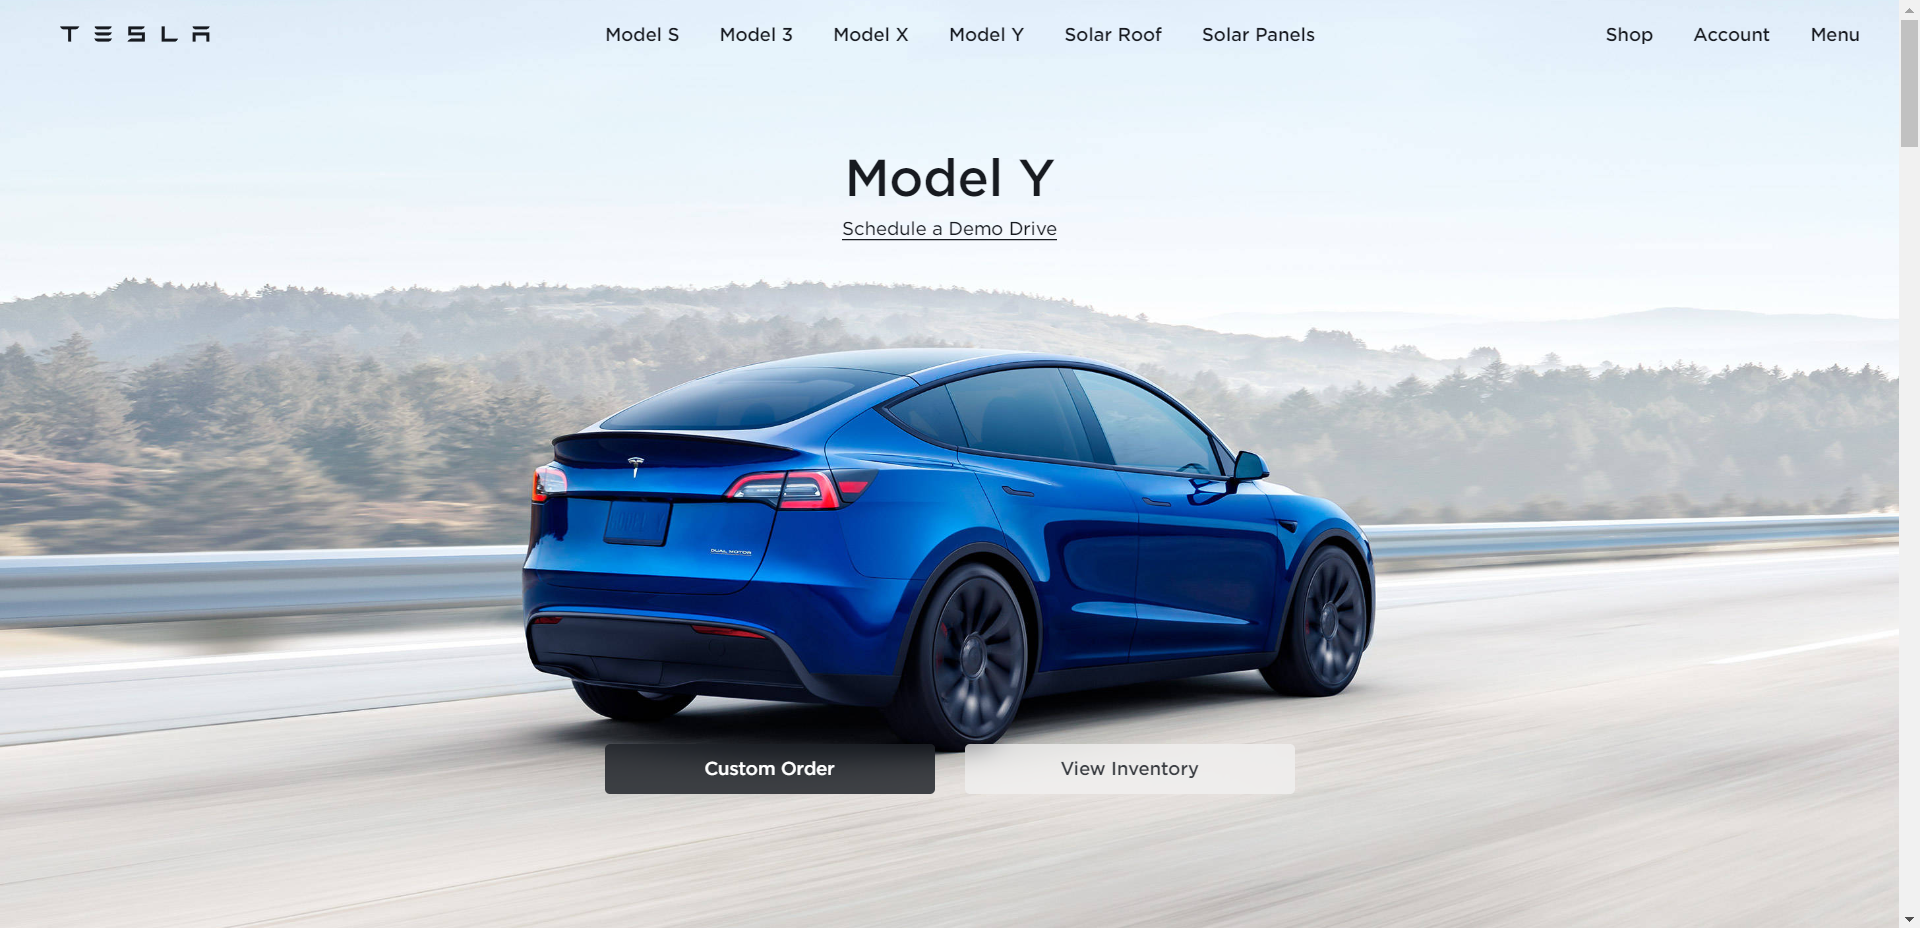 TESLA Model S Model 3 Model X Model Y Solar Roof Solar Panels Shop Account Menu
Model Y
Schedule a Demo Drive
DUAL MOTOR
Custom Order View Inventory